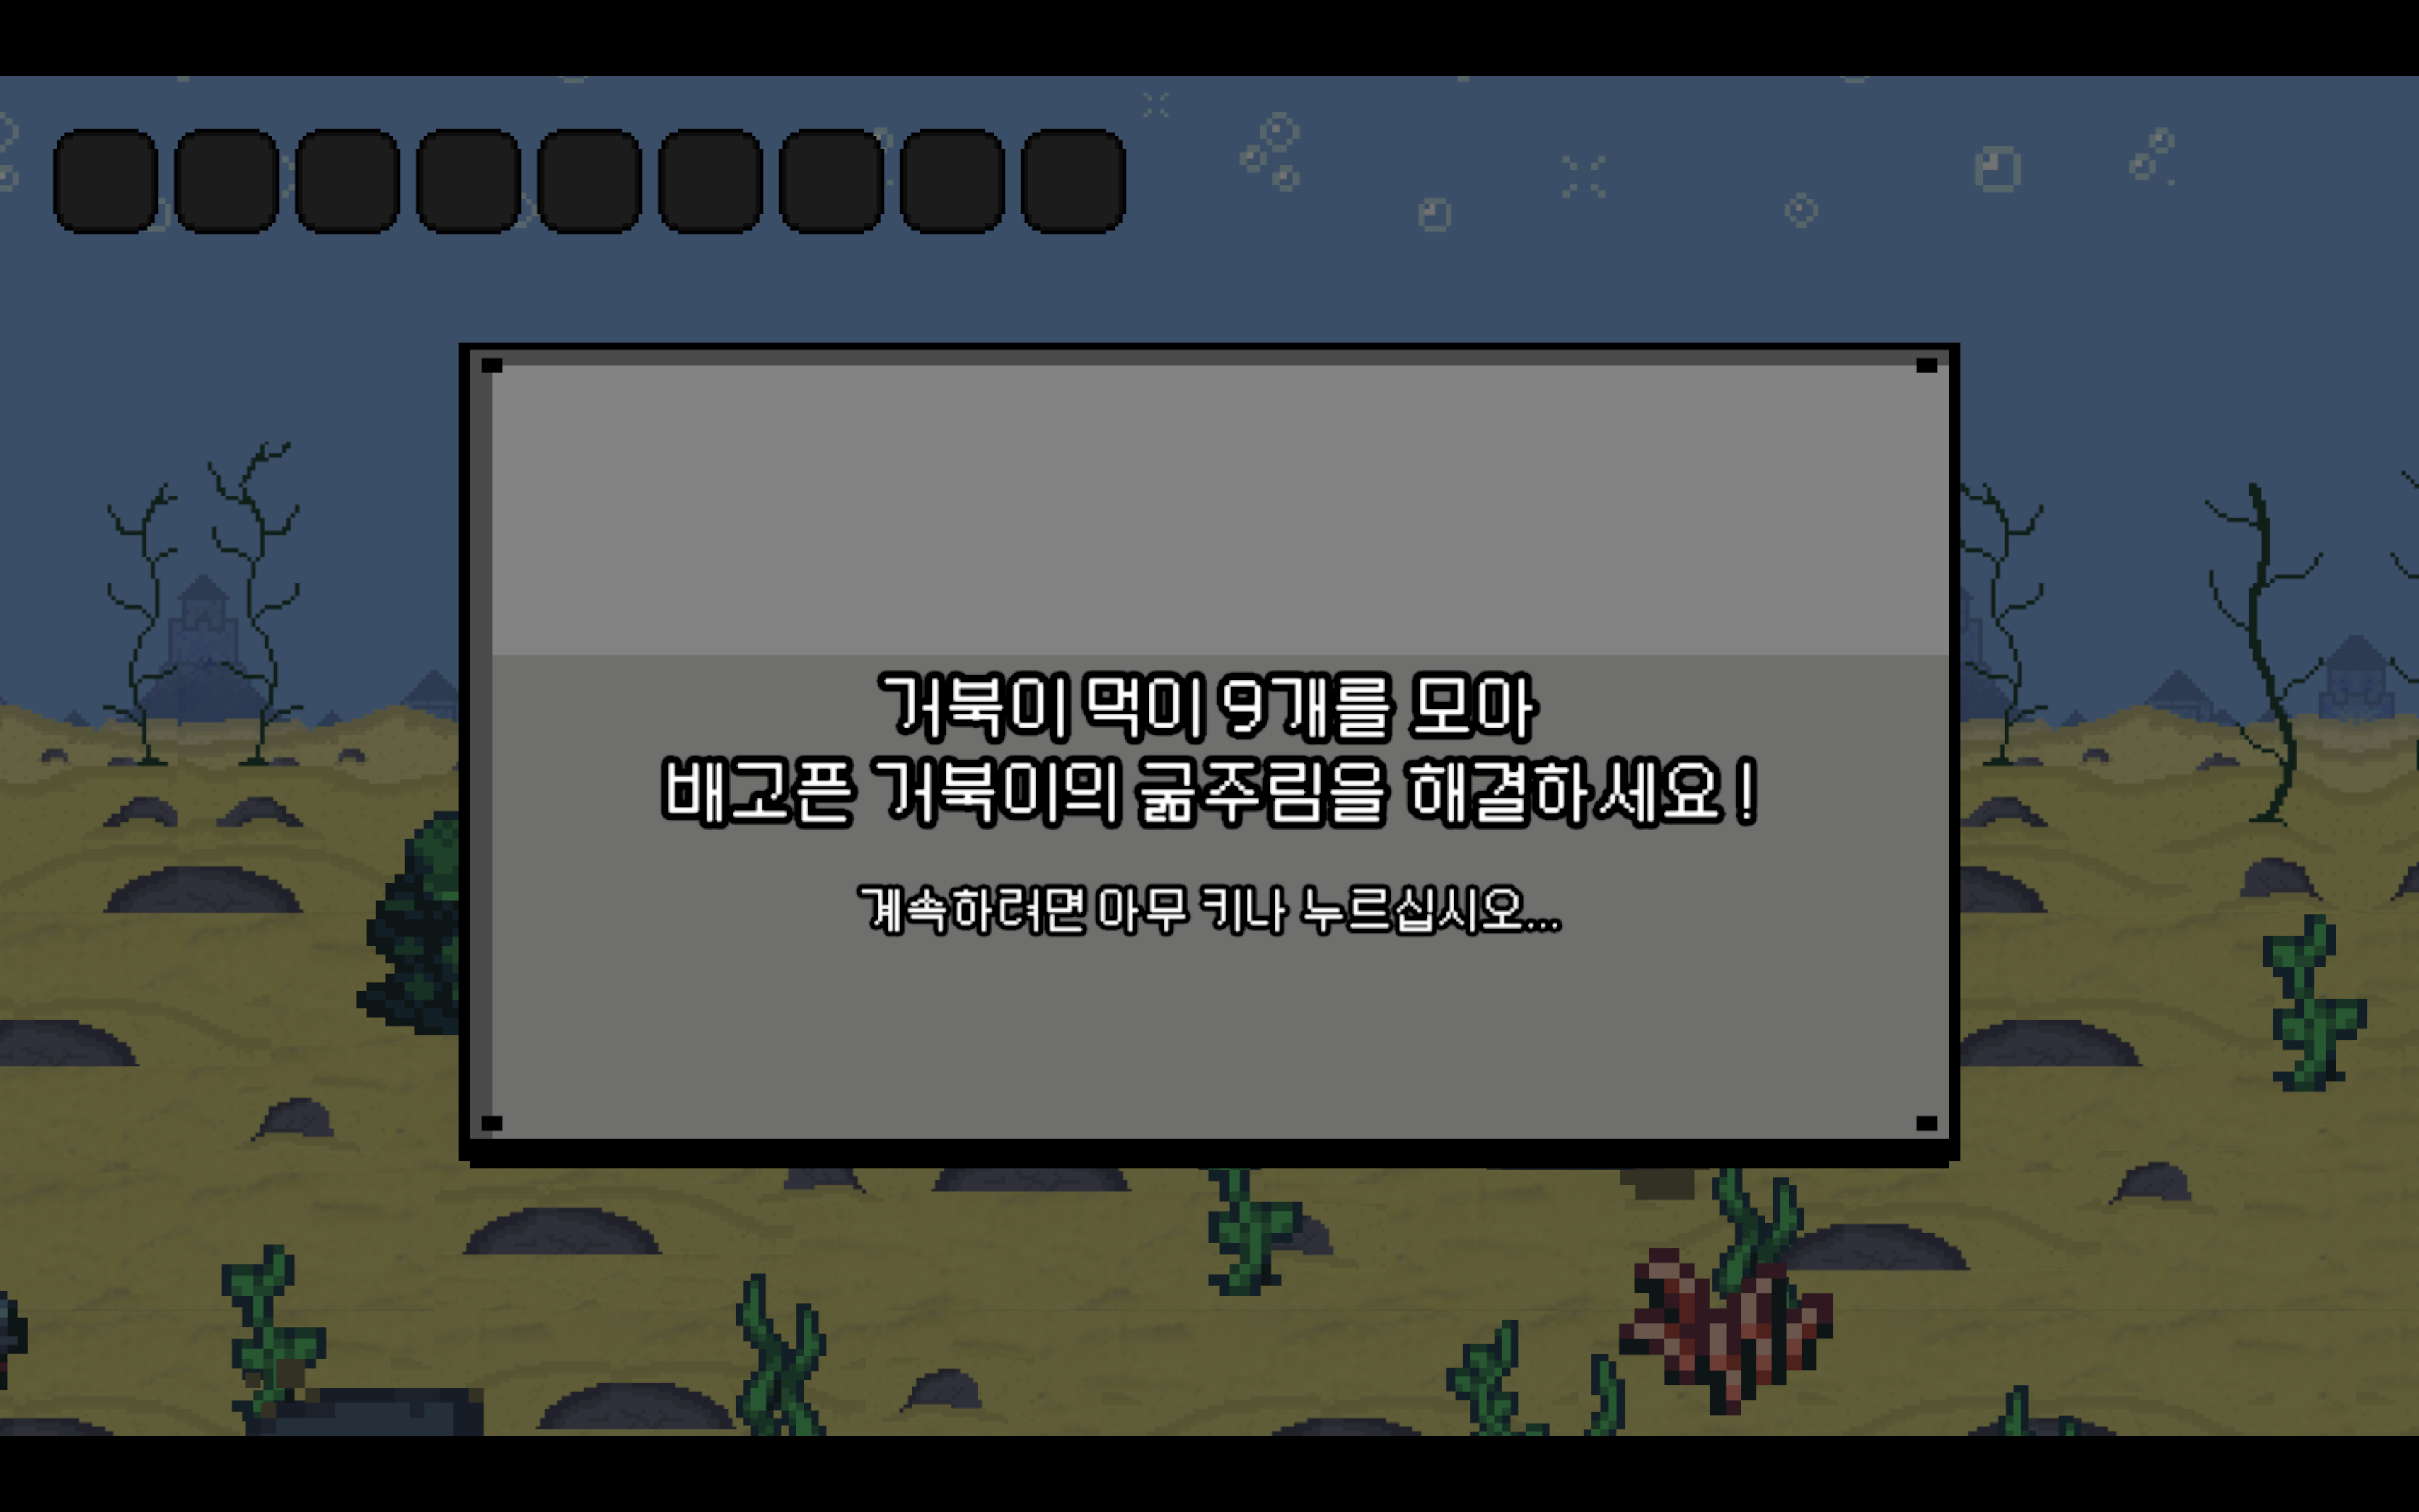 거북이 먹이 9개를 모아
배고픈 거북이의 굶주림을 해결하세요!
계속하려면 아무 키나 누르십시오...